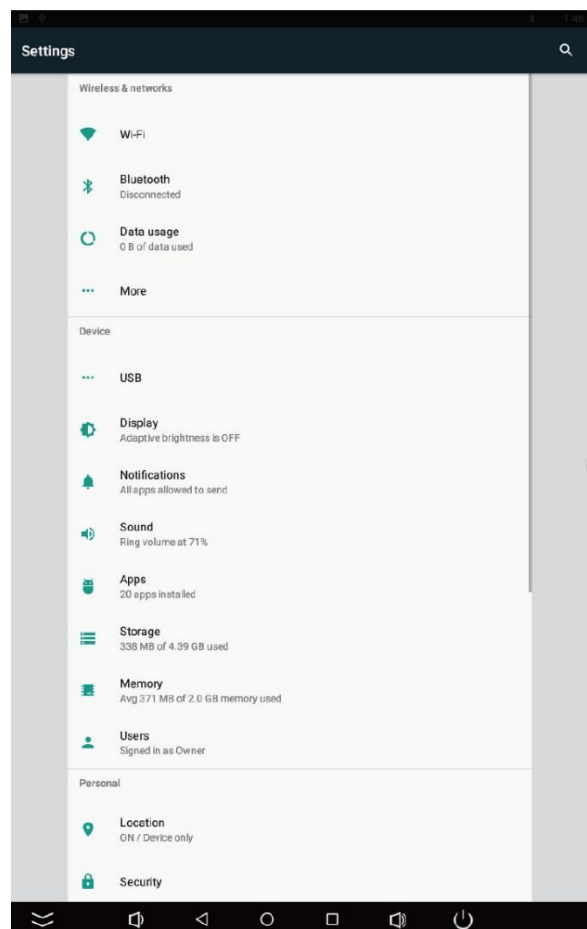 1:46
Settings
Wireless & networks
Wi-Fi
Bluetooth
Disconnected
Data usage
0 B of data used
More
Device
USB
Display
Adaptive brightness is OFF
Notifications
All apps allowed to send
Sound
Ring volume at 71%
Apps
20 apps installed
Storage
338 MB of 4.39 GB used
Memory
Avg 371 MB of 2.0 GB memory used
Users
Signed in as Owner
Personal
Location
ON / Device only
Security